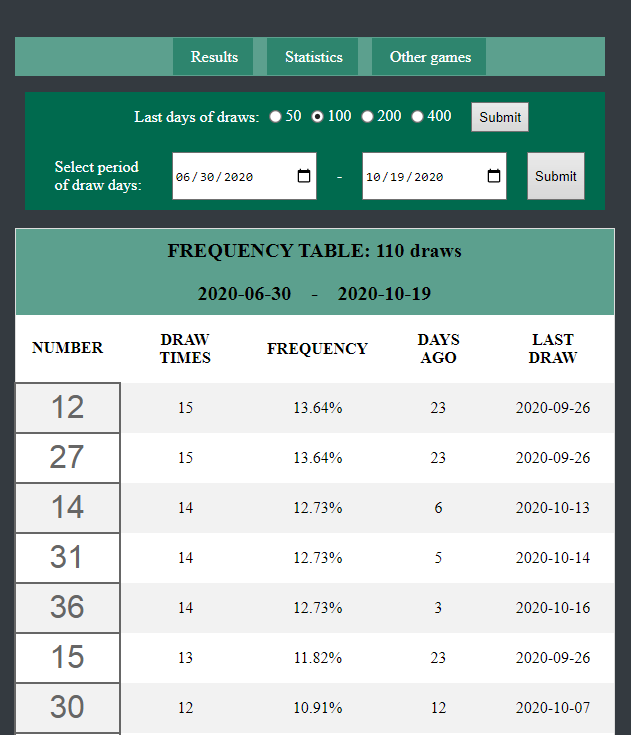 Results Statistics Other games
Last days of draws: 50 100 200 400 Submit
Select period
of draw days: 06/30/2020 - 10/19/2020 Submit
FREQUENCY TABLE: 110 draws
2020-06-30 - 2020-10-19
NUMBER DRAW TIMES FREQUENCY DAYS AGO LAST DRAW
12 15 13.64% 23 2020-09-26
27 15 13.64% 23 2020-09-26
14 14 12.73% 6 2020-10-13
31 14 12.73% 5 2020-10-14
36 14 12.73% 3 2020-10-16
15 13 11.82% 23 2020-09-26
30 12 10.91% 12 2020-10-07